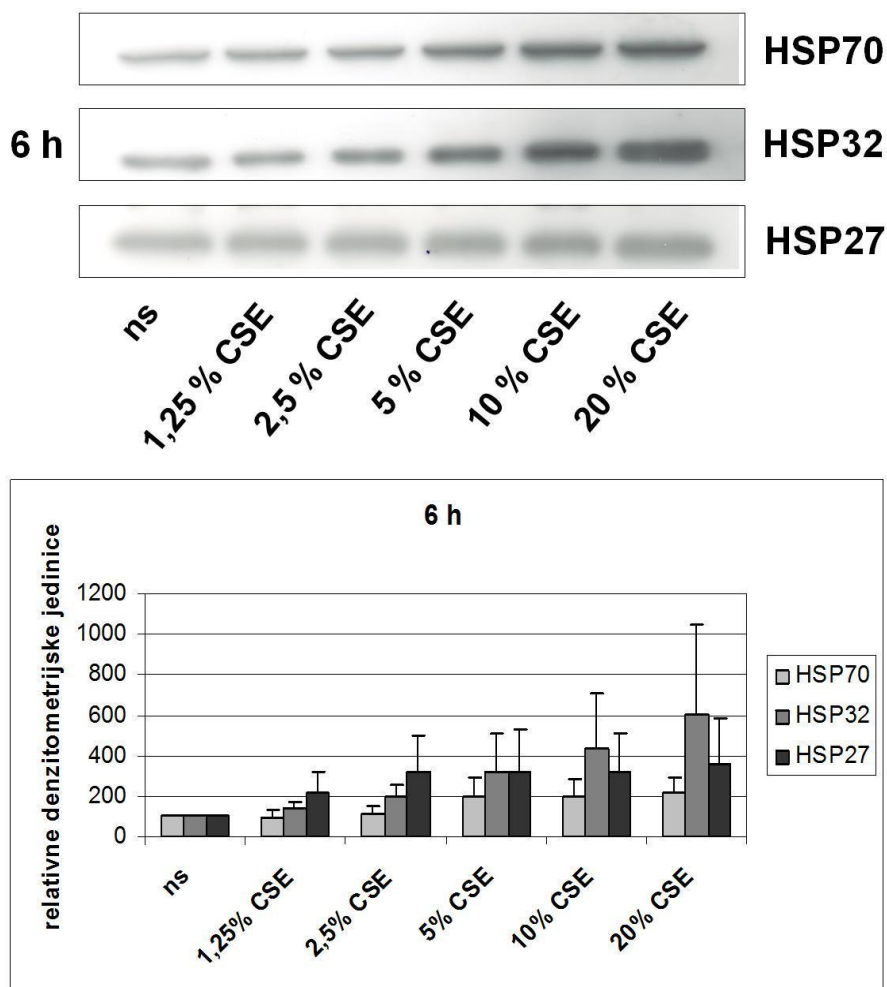 HSP70
6 h
HSP32
HSP27
ns
1,25 % CSE
2,5 % CSE
5 % CSE
10 % CSE
20 % CSE
6 h
relativne denzitometrijske jedinice
1200
1000
800
600
400
200
0
ns
1,25% CSE
2,5% CSE
5% CSE
10% CSE
20% CSE
HSP70
HSP32
HSP27